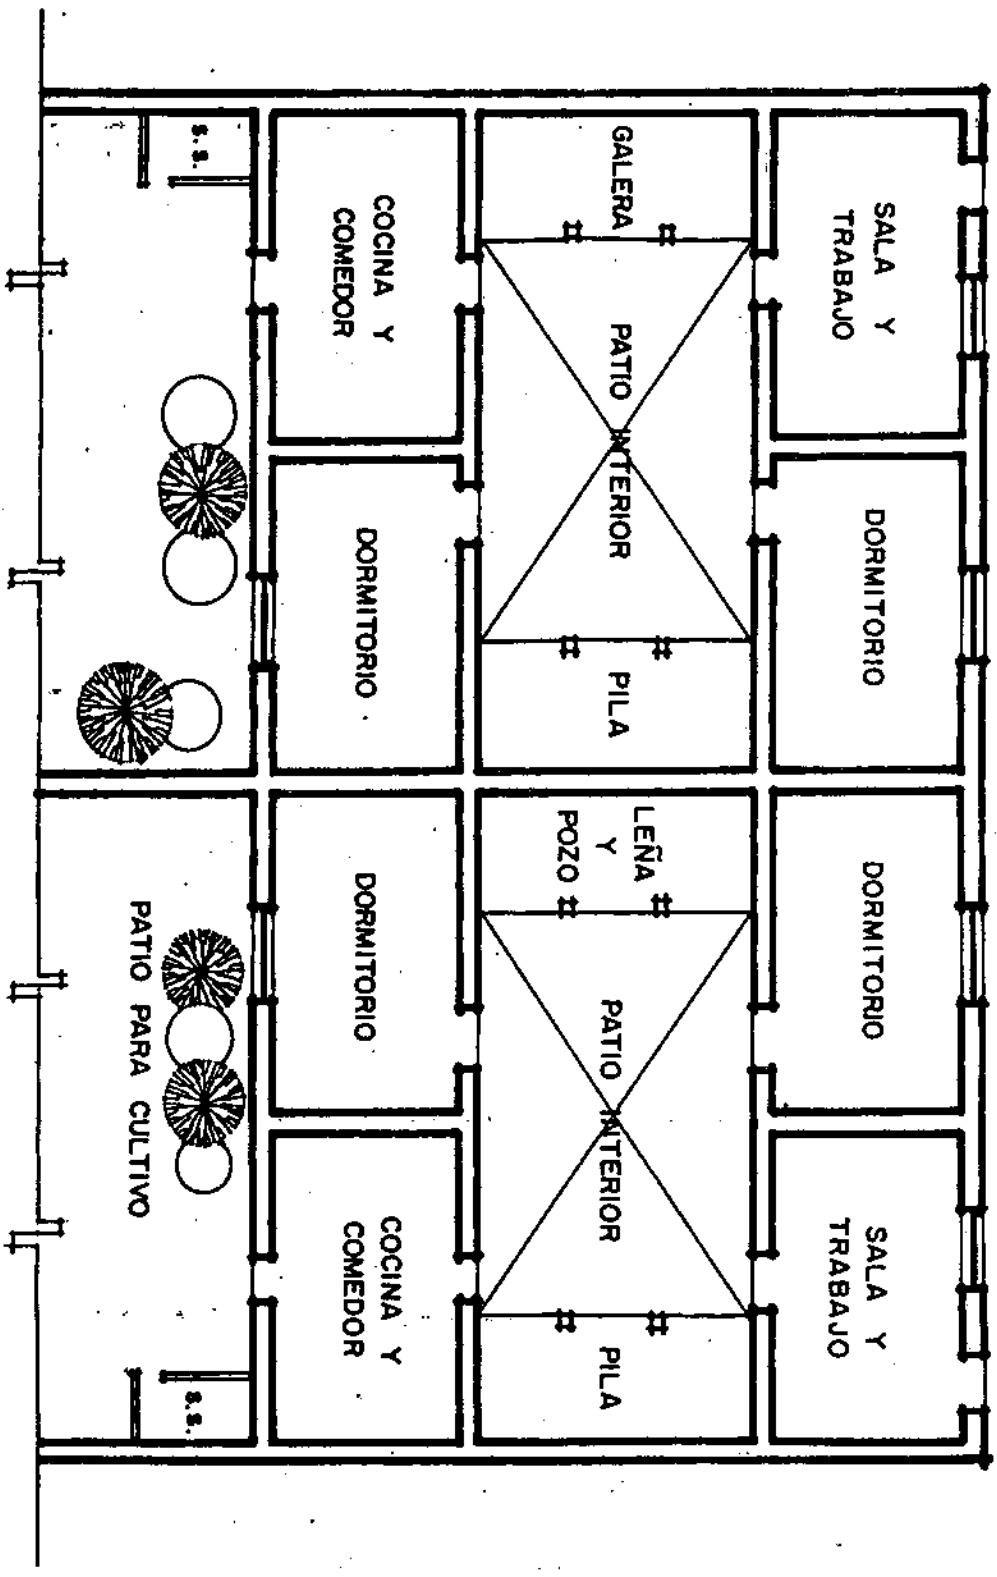 SALA Y
TRABAJO
DORMITORIO
DORMITORIO
SALA Y
TRABAJO
GALERA
PATIO INTERIOR
PILA
LEÑA
Y
POZO
PATIO INTERIOR
PILA
COCINA Y
COMEDOR
DORMITORIO
DORMITORIO
COCINA Y
COMEDOR
S.S.
PATIO PARA CULTIVO
S.S.